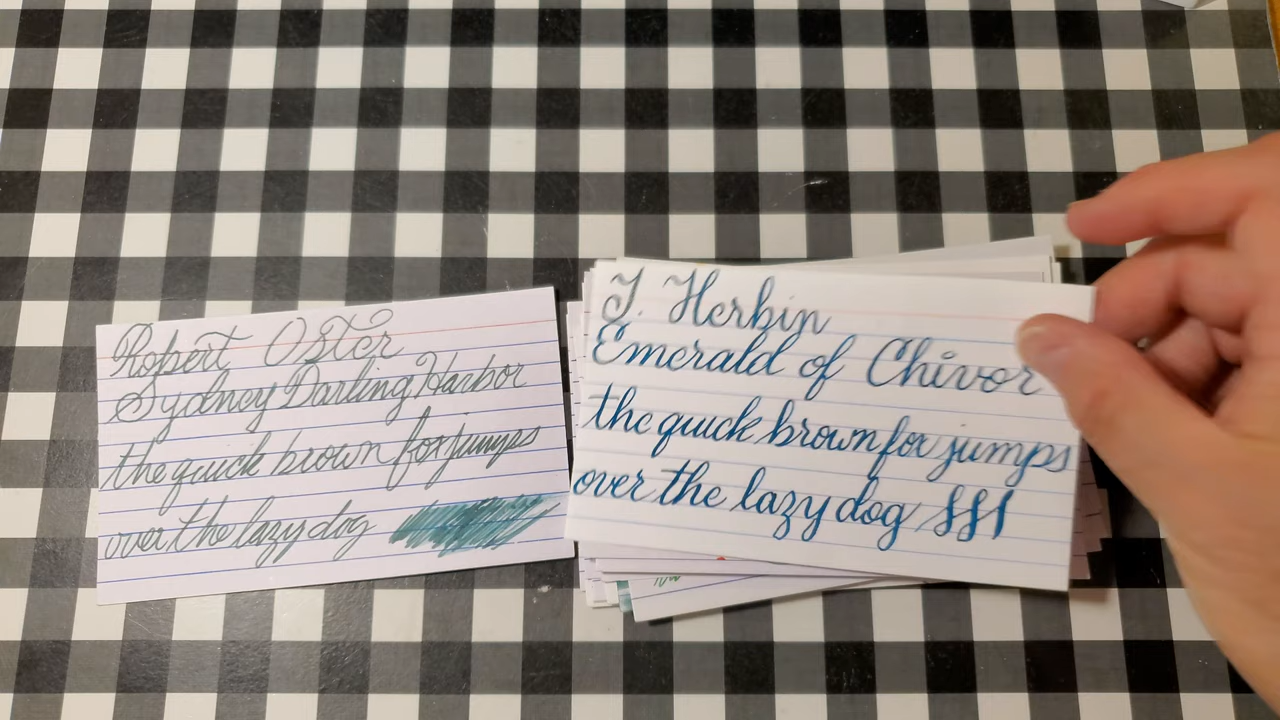 Robert Oster
Sydney Darling Harbor
the quick brown fox jumps
over the lazy dog
J. Herbin
Emerald of Chivor
the quick brown fox jumps
over the lazy dog fff